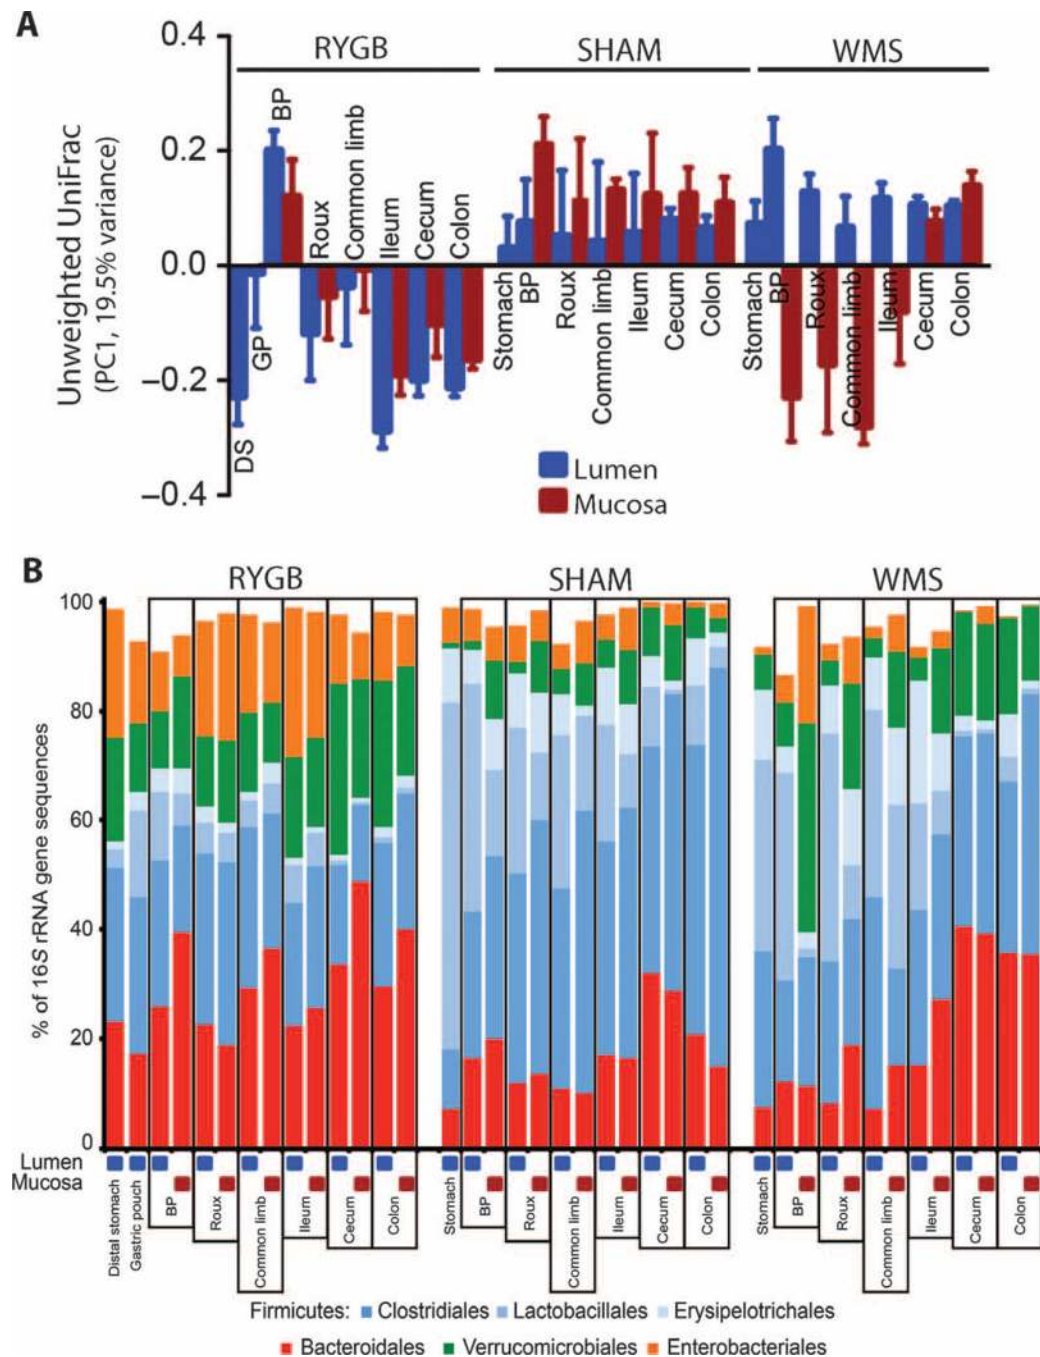 A
0.4
0.2
0.0
−0.2
−0.4
Unweighted UniFrac
(PC1, 19.5% variance)
RYGB
SHAM
WMS
DS
GP
BP
Roux
Common limb
Ileum
Cecum
Colon
Stomach
BP
Roux
Common limb
Ileum
Cecum
Colon
Stomach
BP
Roux
Common limb
Ileum
Cecum
Colon
Lumen
Mucosa
B
RYGB
SHAM
WMS
100
80
60
40
20
0
% of 16S rRNA gene sequences
Lumen
Mucosa
Distal stomach
Gastric pouch
BP
Roux
Common limb
Ileum
Cecum
Colon
Stomach
BP
Roux
Common limb
Ileum
Cecum
Colon
Stomach
BP
Roux
Common limb
Ileum
Cecum
Colon
Firmicutes: Clostridiales Lactobacillales Erysipelotrichales
Bacteroidales Verrucomicrobiales Enterobacteriales